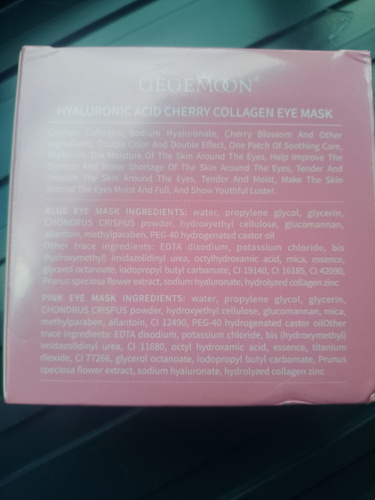 GEGEMOON®
HYALURONIC ACID CHERRY COLLAGEN EYE MASK
Contain Collagen, Sodium Hyaluronate, Cherry Blossom And Other
Ingredients, Double Color And Double Effect, One Patch Of Soothing Care,
The Moisture Of The Skin Around The Eyes, Help Improve The
And Water Shortage Of The Skin Around The Eyes, Tender And
The Skin Around The Eyes, Tender And Moist, Make The Skin
Around The Eyes Moist And Full, And Show Youthful Luster.
BLUE EYE MASK INGREDIENTS: water, propylene glycol, glycerin,
CHONDRUS CRISPUS powder, hydroxyethyl cellulose, glucomannan,
allantoin, methylparaben, PEG-40 hydrogenated castor oil
Other trace ingredients: EDTA disodium, potassium chloride, bis
(hydroxymethyl) imidazolidinyl urea, octylhydroxamic acid, mica, essence,
glycerol octanoate, iodopropyl butyl carbamate, CI 19140, CI 16185, CI 42090,
Prunus speciosa flower extract, sodium hyaluronate, hydrolyzed collagen zinc
PINK EYE MASK INGREDIENTS: water, propylene glycol, glycerin,
CHONDRUS CRISPUS powder, hydroxyethyl cellulose, glucomannan, mica,
methylparaben, allantoin, CI 12490, PEG-40 hydrogenated castor oilOther
trace ingredients: EDTA disodium, potassium chloride, bis (hydroxymethyl)
imidazolidinyl urea, CI 11680, octyl hydroxamic acid, essence, titanium
dioxide, CI 77266, glycerol octanoate, iodopropyl butyl carbamate, Prunus
speciosa flower extract, sodium hyaluronate, hydrolyzed collagen zinc